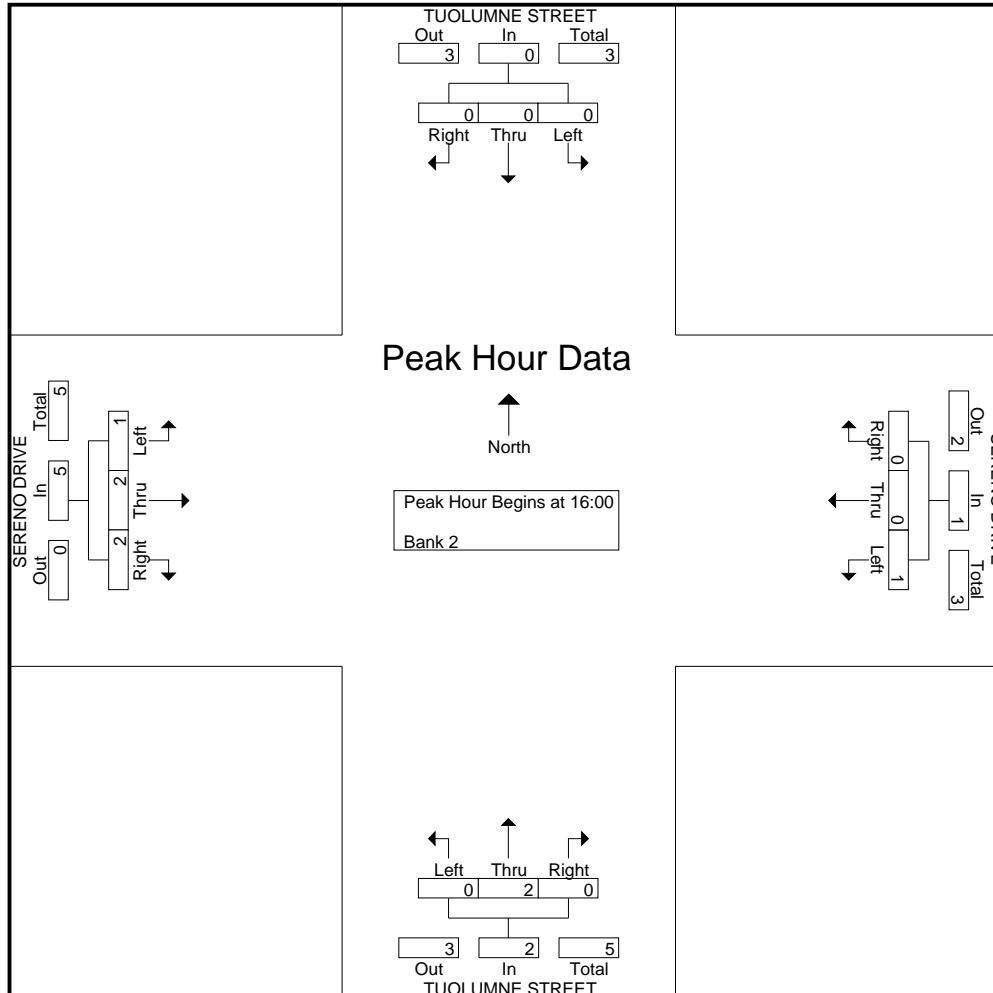 TUOLUMNE STREET
Out In Total
3 0 3
0 0 0
Right Thru Left
Peak Hour Data
North
Peak Hour Begins at 16:00
Bank 2
SERENO DRIVE
Out In Total
0 5 5
Left Thru Right
1 2 2
Right Thru Left
0 0 1
Out In Total
2 1 3
SERENO DRIVE
Left Thru Right
0 2 0
3 2 5
Out In Total
TUOLUMNE STREET